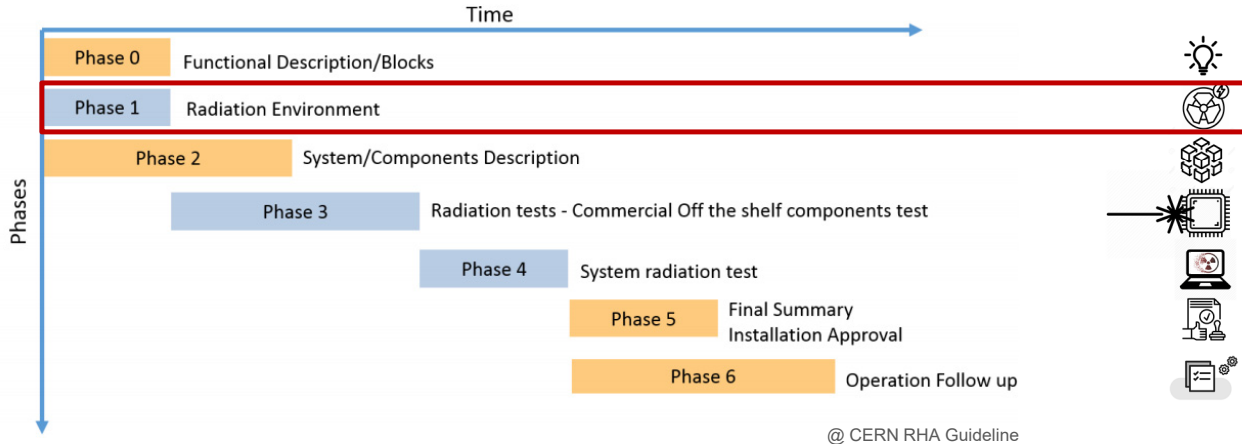 Time
Phases
Phase 0 Functional Description/Blocks
Phase 1 Radiation Environment
Phase 2 System/Components Description
Phase 3 Radiation tests - Commercial Off the shelf components test
Phase 4 System radiation test
Phase 5 Final Summary
Installation Approval
Phase 6 Operation Follow up
@ CERN RHA Guideline